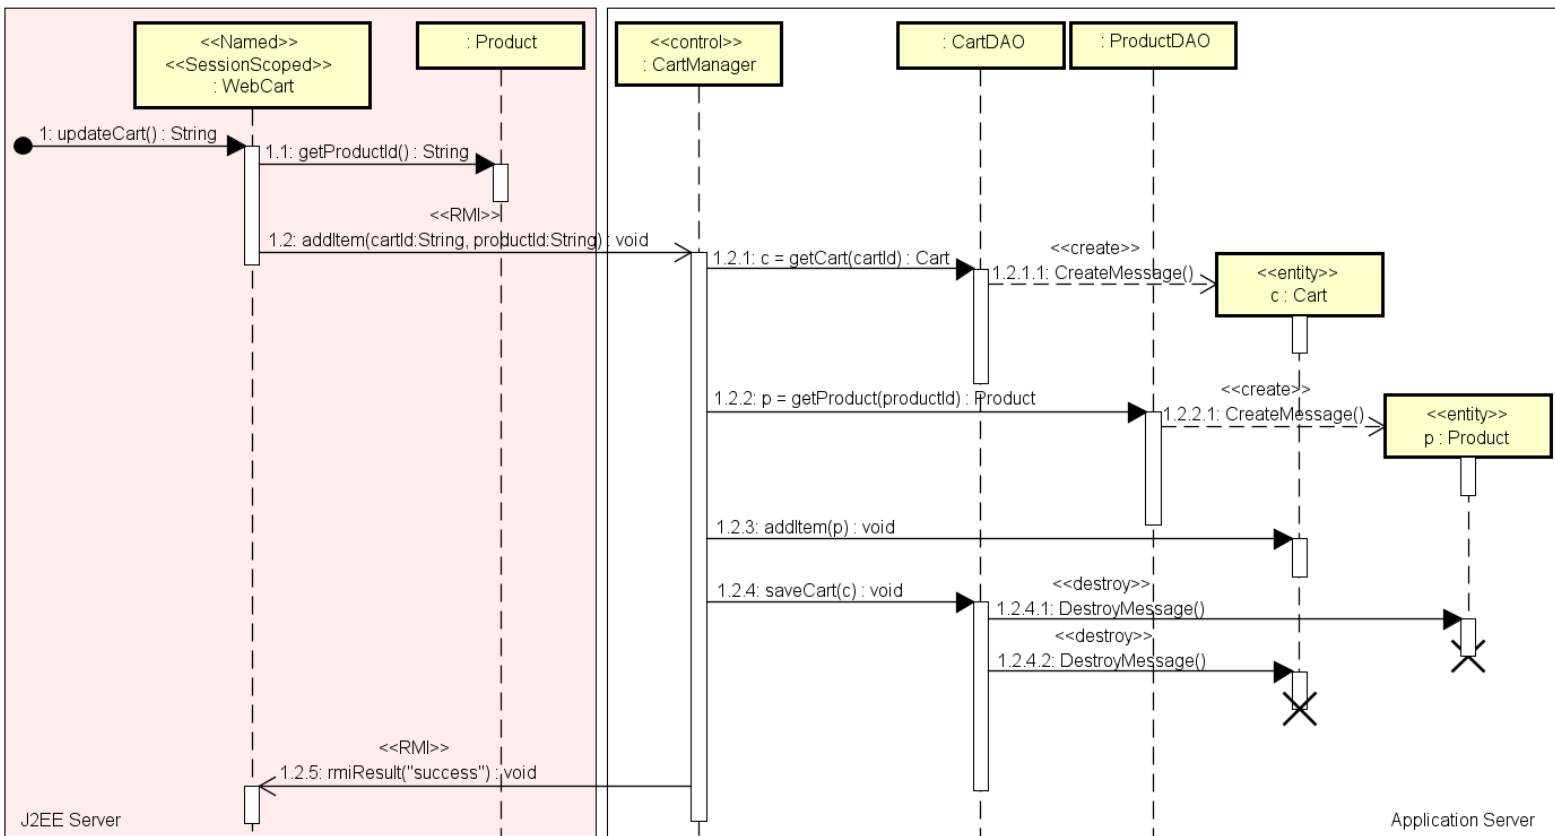 <<Named>>
<<SessionScoped>>
: WebCart
: Product
<<control>>
: CartManager
: CartDAO
: ProductDAO
1: updateCart() : String
1.1: getProductId() : String
<<RMI>>
1.2: addItem(cartId:String, productId:String) : void
1.2.1: c = getCart(cartId) : Cart
<<create>>
1.2.1.1: CreateMessage()
<<entity>>
c : Cart
1.2.2: p = getProduct(productId) : Product
<<create>>
1.2.2.1: CreateMessage()
<<entity>>
p : Product
1.2.3: addItem(p) : void
1.2.4: saveCart(c) : void
<<destroy>>
1.2.4.1: DestroyMessage()
<<destroy>>
1.2.4.2: DestroyMessage()
<<RMI>>
1.2.5: rmiResult("success") : void
J2EE Server
Application Server